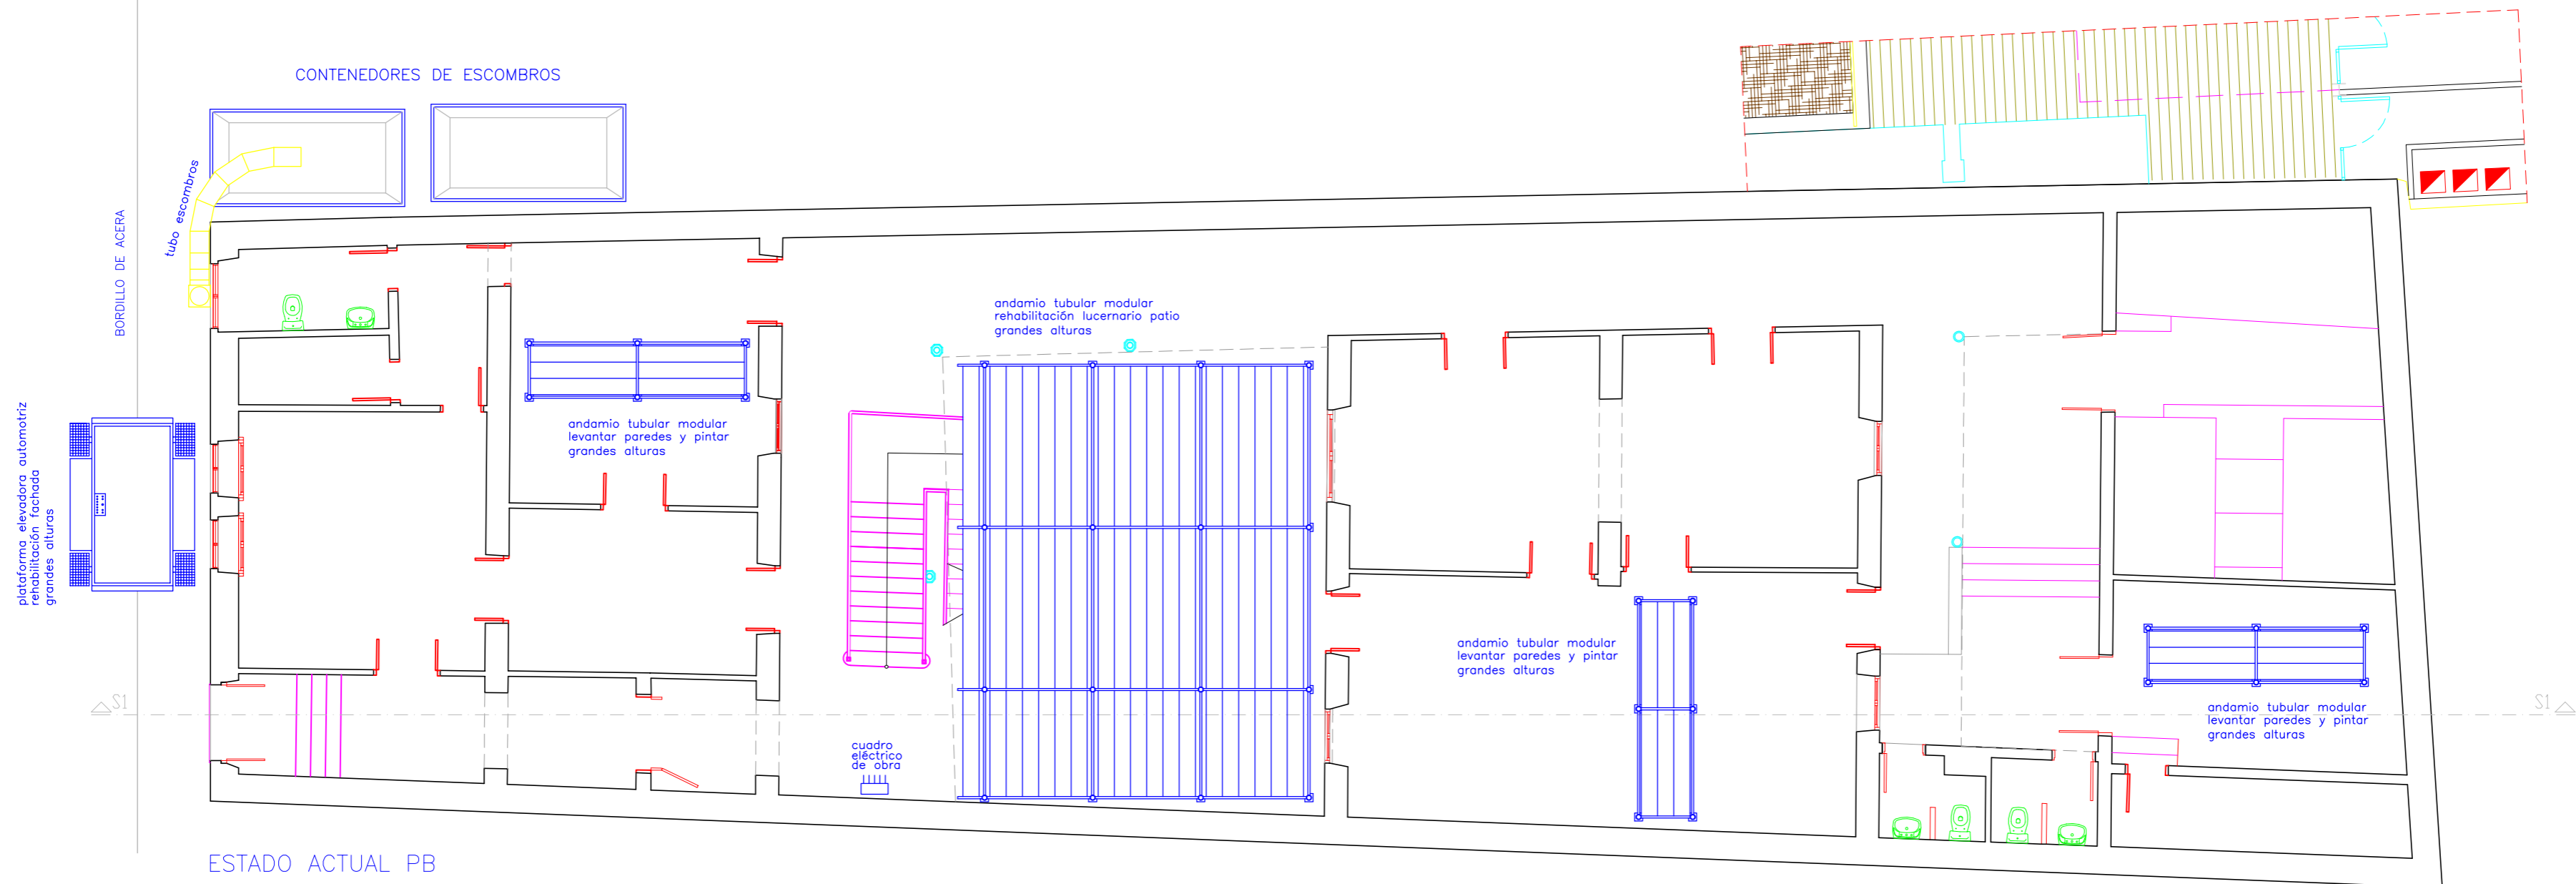 CONTENEDORES DE ESCOMBROS
tubo escombros
BORDILLO DE ACERA
andamio tubular modular
rehabilitación lucernario patio
grandes alturas
plataforma elevadora automotriz
rehabilitación fachada
grandes alturas
andamio tubular modular
levantar paredes y pintar
grandes alturas
andamio tubular modular
levantar paredes y pintar
grandes alturas
S1
S1
andamio tubular modular
levantar paredes y pintar
grandes alturas
cuadro
eléctrico
de obra
ESTADO ACTUAL PB